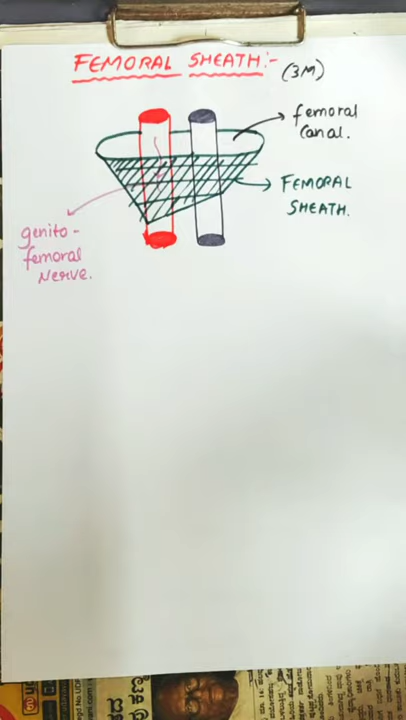 FEMORAL SHEATH:- (3M)
femoral
canal.
FEMORAL
SHEATH.
genito-
femoral
Nerve.